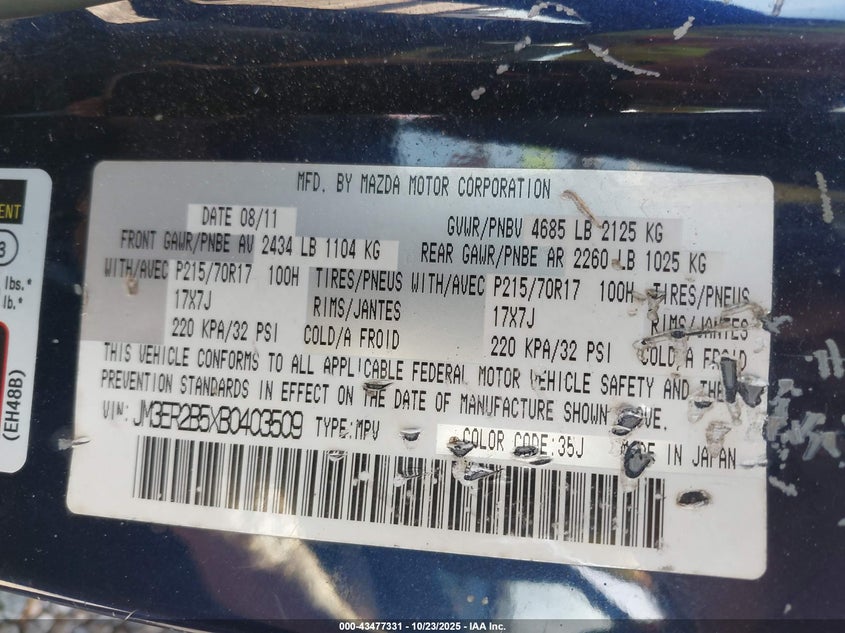 MFD. BY MAZDA MOTOR CORPORATION
DATE 08/11
GVWR/PNBV 4685 LB 2125 KG
FRONT GAWR/PNBE AV 2434 LB 1104 KG
REAR GAWR/PNBE AR 2260 LB 1025 KG
WITH/AVEC P215/70R17 100H TIRES/PNEUS WITH/AVEC P215/70R17 100H TIRES/PNEUS
17X7J RIMS/JANTES 17X7J RIMS/JANTES
220 KPA/32 PSI COLD/A FROID 220 KPA/32 PSI COLD/A FROID
THIS VEHICLE CONFORMS TO ALL APPLICABLE FEDERAL MOTOR VEHICLE SAFETY AND
PREVENTION STANDARDS IN EFFECT ON THE DATE OF MANUFACTURE SHOWN
VIN: JM3ER2B5XB0403509 TYPE:MPV COLOR CODE:35J MADE IN JAPAN
lbs.*
lb.*
(EH48B)
000-43477331 - 10/23/2025 - IAA Inc.